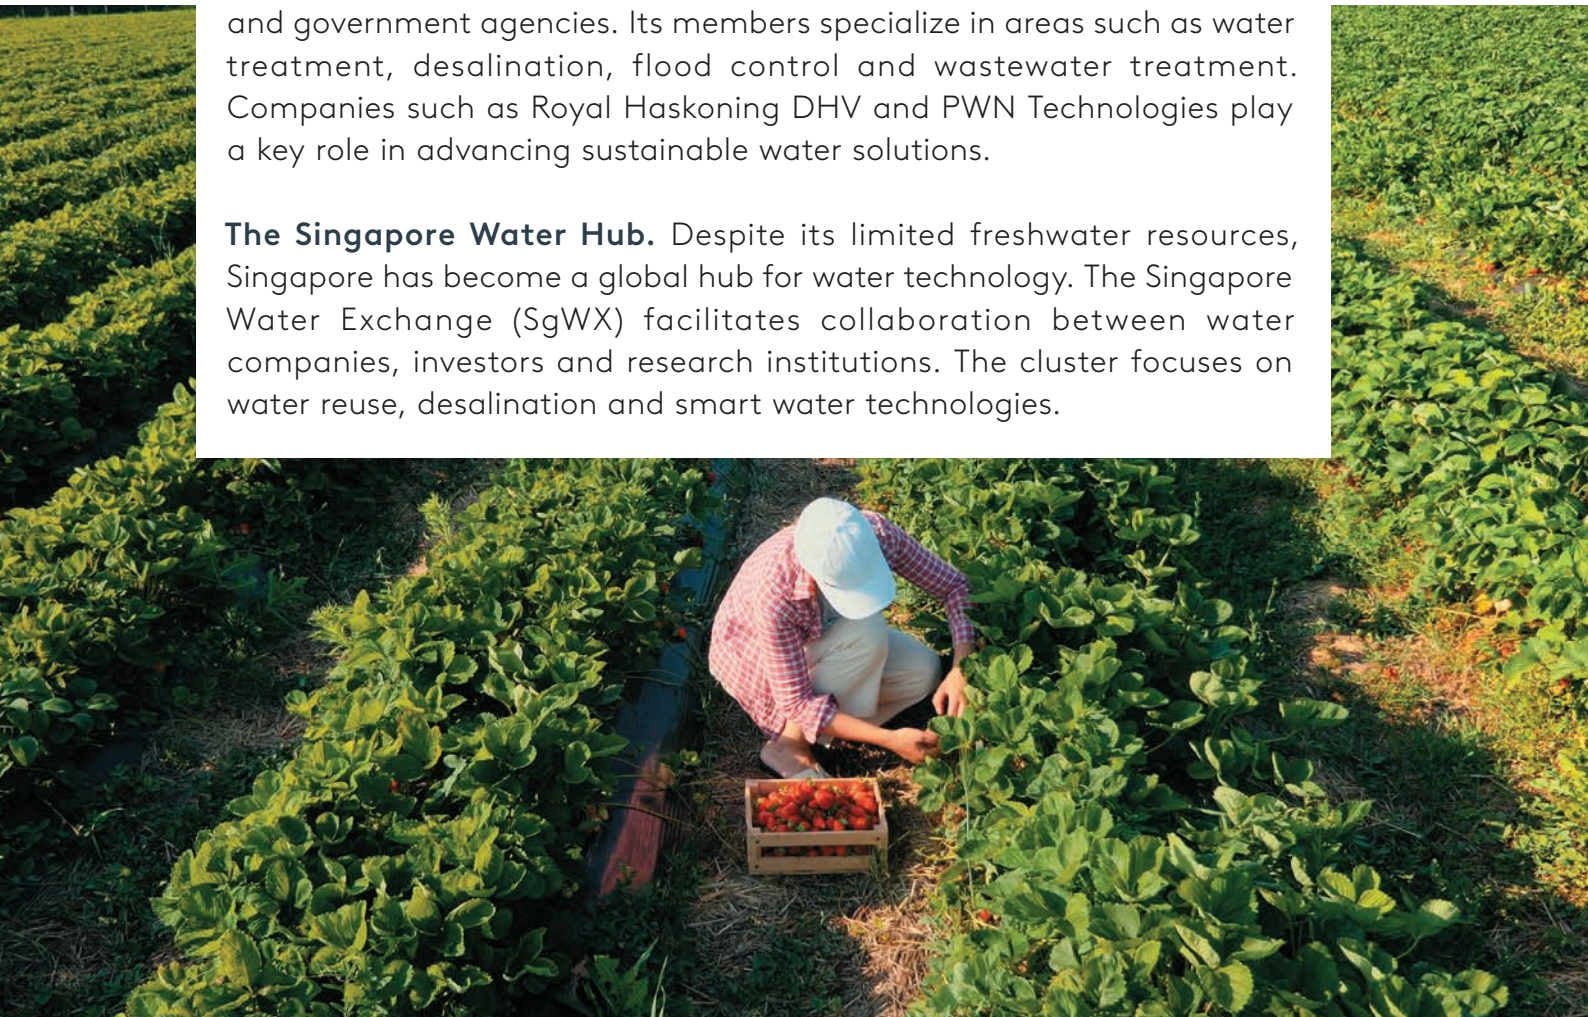 and government agencies. Its members specialize in areas such as water
treatment, desalination, flood control and wastewater treatment.
Companies such as Royal Haskoning DHV and PWN Technologies play
a key role in advancing sustainable water solutions.
The Singapore Water Hub. Despite its limited freshwater resources,
Singapore has become a global hub for water technology. The Singapore
Water Exchange (SgWX) facilitates collaboration between water
companies, investors and research institutions. The cluster focuses on
water reuse, desalination and smart water technologies.